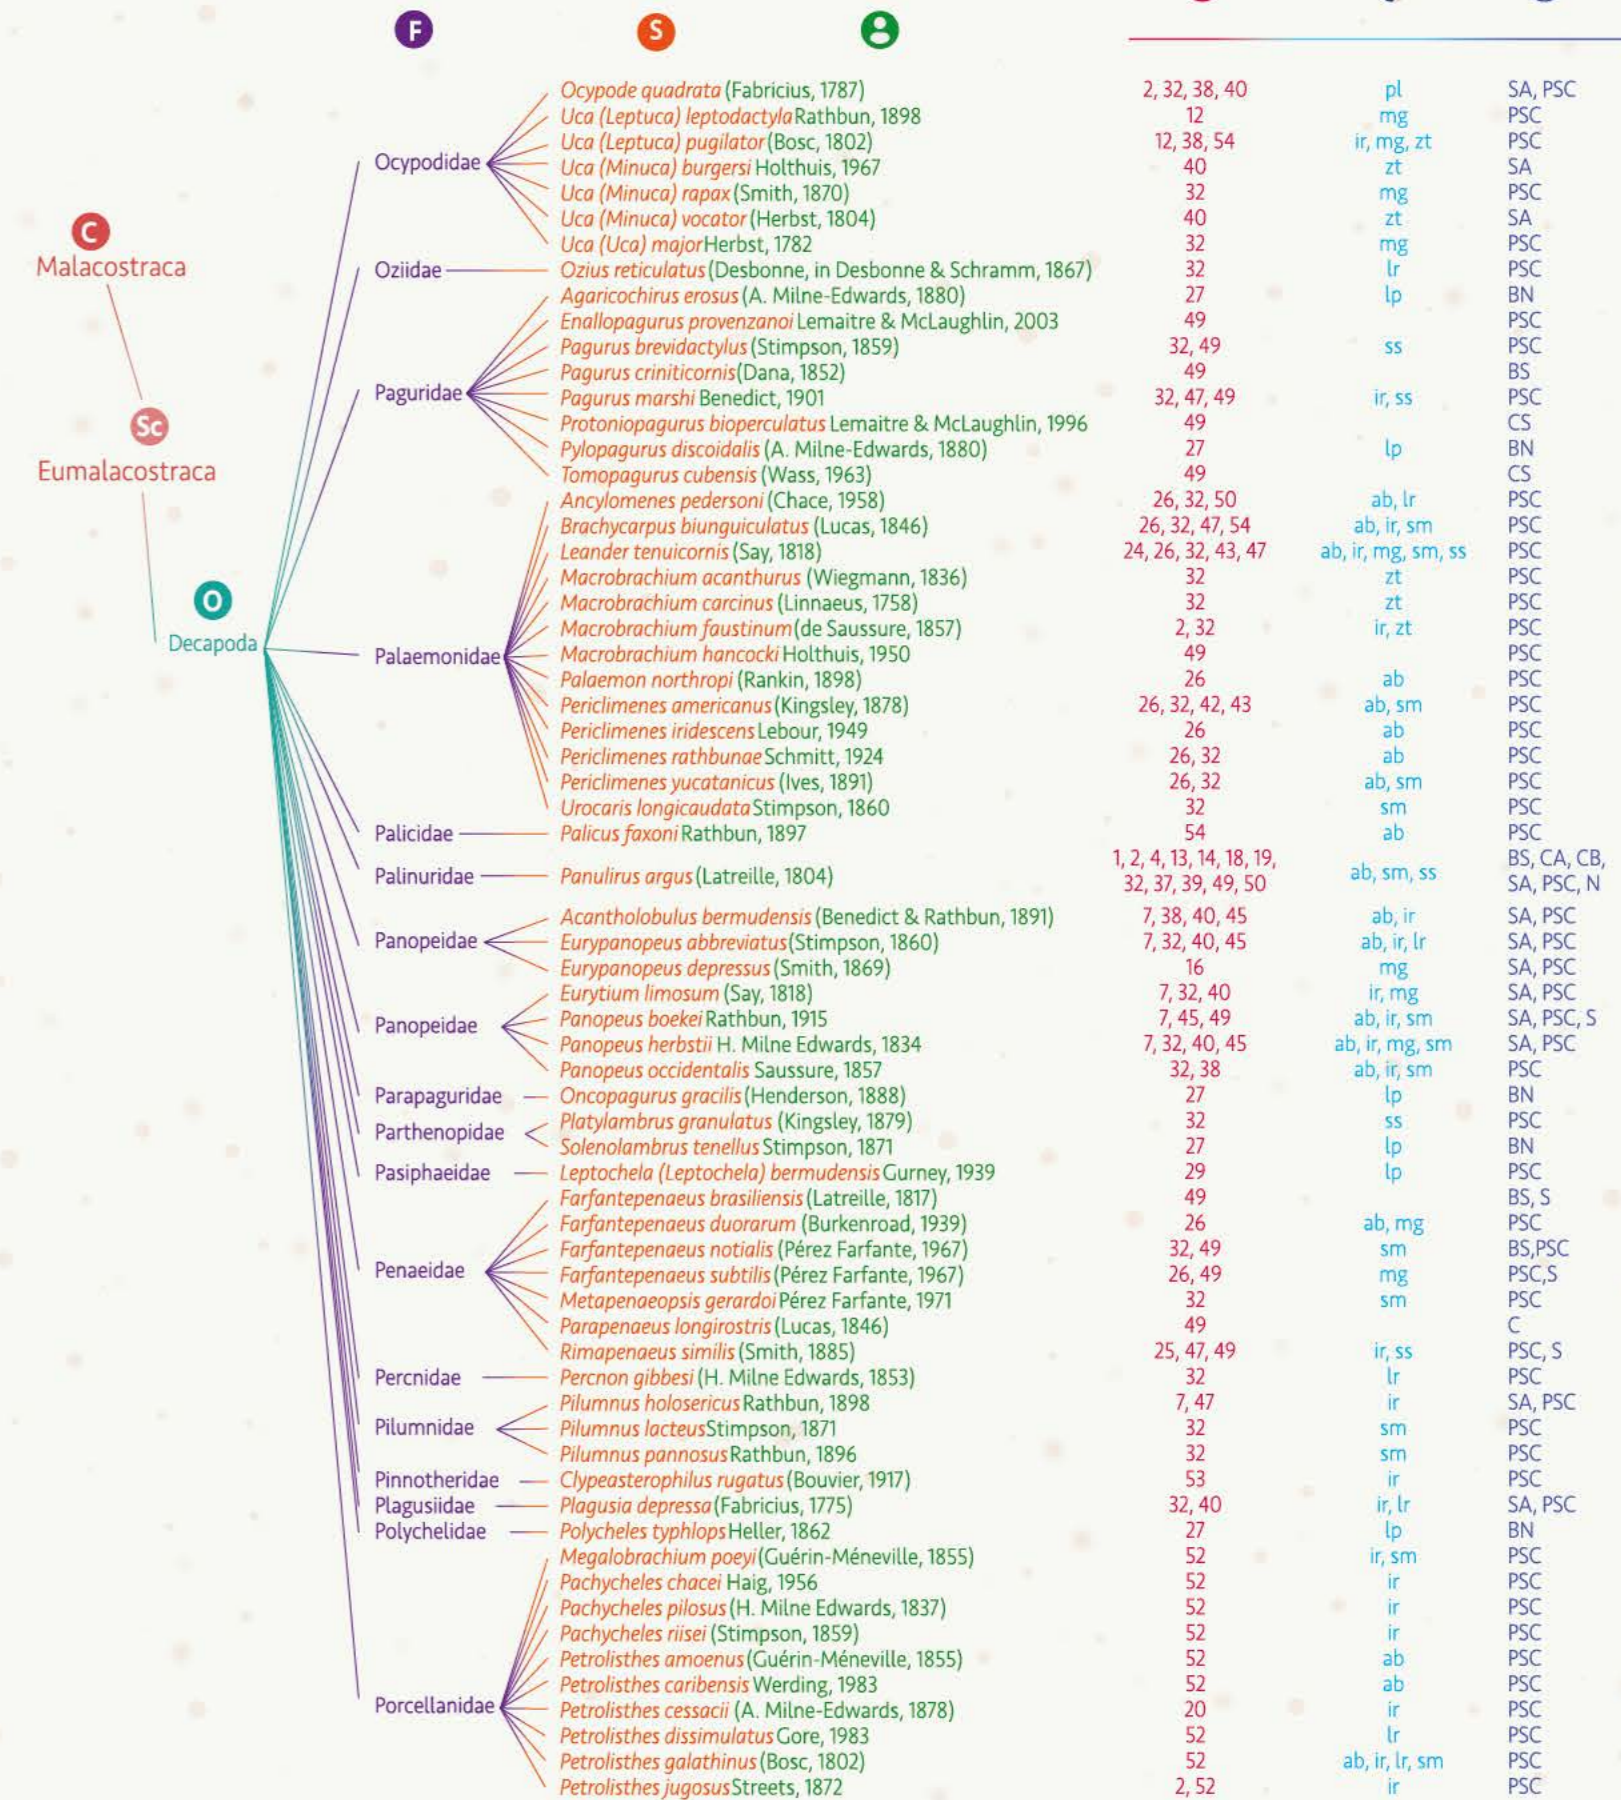 F S
Ocypode quadrata (Fabricius, 1787) 2, 32, 38, 40 pl SA, PSC
Uca (Leptuca) leptodactyla Rathbun, 1898 12 mg PSC
Uca (Leptuca) pugilator (Bosc, 1802) 12, 38, 54 ir, mg, zt PSC
Ocypodidae Uca (Minuca) burgersi Holthuis, 1967 40 zt SA
Uca (Minuca) rapax (Smith, 1870) 32 mg PSC
Uca (Minuca) vocator (Herbst, 1804) 40 zt SA
C
Uca (Uca) major Herbst, 1782 32 mg PSC
Malacostraca
Oziidae Ozius reticulatus (Desbonne, in Desbonne & Schramm, 1867) 32 lr PSC
Agaricochirus erosus (A. Milne-Edwards, 1880) 27 lp BN
Enallopagurus provenzanoi Lemaitre & McLaughlin, 2003 49 PSC
Pagurus brevidactylus (Stimpson, 1859) 32, 49 ss PSC
Pagurus criniticornis (Dana, 1852) 49 BS
Paguridae Pagurus marshi Benedict, 1901 32, 47, 49 ir, ss PSC
Sc
Protoniopagurus bioperculatus Lemaitre & McLaughlin, 1996 49 CS
Pylopagurus discoidalis (A. Milne-Edwards, 1880) 27 lp BN
Eumalacostraca
Tomopagurus cubensis (Wass, 1963) 49 CS
Ancylomenes pedersoni (Chace, 1958) 26, 32, 50 ab, lr PSC
Brachycarpus biunguiculatus (Lucas, 1846) 26, 32, 47, 54 ab, ir, sm PSC
Leander tenuicornis (Say, 1818) 24, 26, 32, 43, 47 ab, ir, mg, sm, ss PSC
Macrobrachium acanthurus (Wiegmann, 1836) 32 zt PSC
O
Macrobrachium carcinus (Linnaeus, 1758) 32 zt PSC
Macrobrachium faustinum (de Saussure, 1857) 2, 32 ir, zt PSC
Decapoda
Palaemonidae Macrobrachium hancocki Holthuis, 1950 49 PSC
Palaemon northropi (Rankin, 1898) 26 ab PSC
Periclimenes americanus (Kingsley, 1878) 26, 32, 42, 43 ab, sm PSC
Periclimenes iridescens Lebour, 1949 26 ab PSC
Periclimenes rathbunae Schmitt, 1924 26, 32 ab PSC
Periclimenes yucatanicus (Ives, 1891) 26, 32 ab, sm PSC
Urocaris longicaudata Stimpson, 1860 32 sm PSC
Palicidae Palicus faxoni Rathbun, 1897 54 ab PSC
Palinuridae Panulirus argus (Latreille, 1804) 1, 2, 4, 13, 14, 18, 19, ab, sm, ss BS, CA, CB,
32, 37, 39, 49, 50 SA, PSC, N
Acantholobulus bermudensis (Benedict & Rathbun, 1891) 7, 38, 40, 45 ab, ir SA, PSC
Panopeidae Eurypanopeus abbreviatus (Stimpson, 1860) 7, 32, 40, 45 ab, ir, lr SA, PSC
Eurypanopeus depressus (Smith, 1869) 16 mg SA, PSC
Eurytium limosum (Say, 1818) 7, 32, 40 ir, mg SA, PSC
Panopeidae Panopeus boekei Rathbun, 1915 7, 45, 49 ab, ir, sm SA, PSC, S
Panopeus herbstii H. Milne Edwards, 1834 7, 32, 40, 45 ab, ir, mg, sm SA, PSC
Panopeus occidentalis Saussure, 1857 32, 38 ab, ir, sm PSC
Parapaguridae Oncopagurus gracilis (Henderson, 1888) 27 lp BN
Parthenopidae Platylambrus granulatus (Kingsley, 1879) 32 ss PSC
Solenolambrus tenellus Stimpson, 1871 27 lp BN
Pasiphaeidae Leptochela (Leptochela) bermudensis Gurney, 1939 29 lp PSC
Farfantepenaeus brasiliensis (Latreille, 1817) 49 BS, S
Farfantepenaeus duorarum (Burkenroad, 1939) 26 ab, mg PSC
Farfantepenaeus notialis (Pérez Farfante, 1967) 32, 49 sm BS,PSC
Penaeidae Farfantepenaeus subtilis (Pérez Farfante, 1967) 26, 49 mg PSC,S
Metapenaeopsis gerardoi Pérez Farfante, 1971 32 sm PSC
Parapenaeus longirostris (Lucas, 1846) 49 C
Rimapenaeus similis (Smith, 1885) 25, 47, 49 ir, ss PSC, S
Percnidae Percnon gibbesi (H. Milne Edwards, 1853) 32 lr PSC
Pilumnus holosericus Rathbun, 1898 7, 47 ir SA, PSC
Pilumnidae Pilumnus lacteus Stimpson, 1871 32 sm PSC
Pilumnus pannosus Rathbun, 1896 32 sm PSC
Pinnotheridae Clypeasterophilus rugatus (Bouvier, 1917) 53 ir PSC
Plagusiidae Plagusia depressa (Fabricius, 1775) 32, 40 ir, lr SA, PSC
Polychelidae Polycheles typhlops Heller, 1862 27 lp BN
Megalobrachium poeyi (Guérin-Méneville, 1855) 52 ir, sm PSC
Pachycheles chacei Haig, 1956 52 ir PSC
Pachycheles pilosus (H. Milne Edwards, 1837) 52 ir PSC
Pachycheles riisei (Stimpson, 1859) 52 ir PSC
Petrolisthes amoenus (Guérin-Méneville, 1855) 52 ab PSC
Petrolisthes caribensis Werding, 1983 52 ab PSC
Porcellanidae Petrolisthes cessacii (A. Milne-Edwards, 1878) 20 ir PSC
Petrolisthes dissimulatus Gore, 1983 52 lr PSC
Petrolisthes galathinus (Bosc, 1802) 52 ab, ir, lr, sm PSC
Petrolisthes jugosus Streets, 1872 2, 52 ir PSC